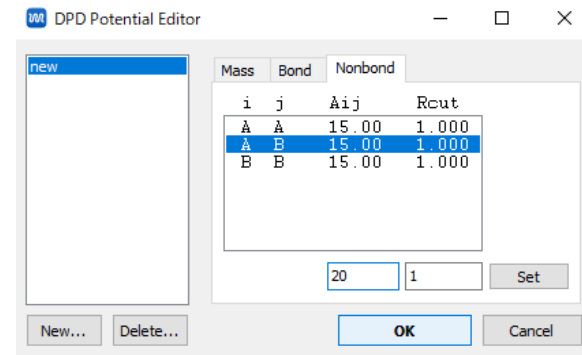 DPD Potential Editor
new
Mass Bond Nonbond
i j Aij Rcut
A A 15.00 1.000
A B 15.00 1.000
B B 15.00 1.000
20 1 Set
New... Delete... OK Cancel